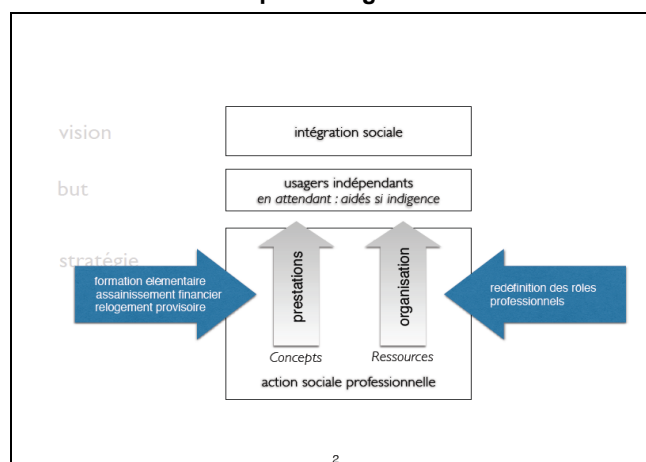 vision
intégration sociale
but
usagers indépendants
en attendant : aidés si indigence
stratégie
formation élementaire
assainissement financier
relogement provisoire
prestations
organisation
redéfinition des rôles
professionnels
Concepts
Ressources
action sociale professionnelle
2